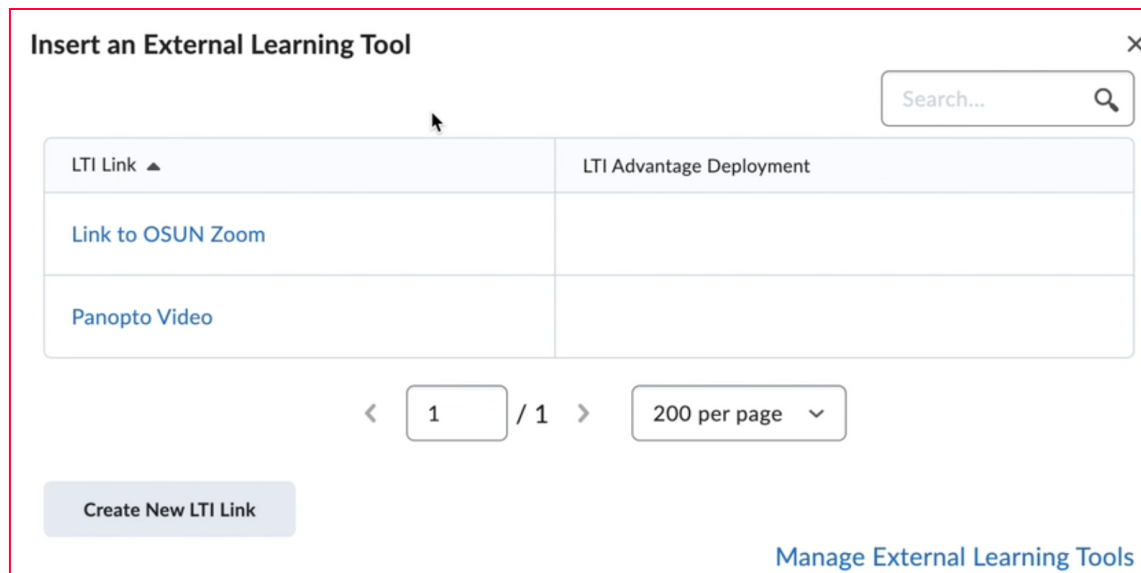 Insert an External Learning Tool
Search...
LTI Link LTI Advantage Deployment
Link to OSUN Zoom
Panopto Video
1 / 1 200 per page
Create New LTI Link
Manage External Learning Tools